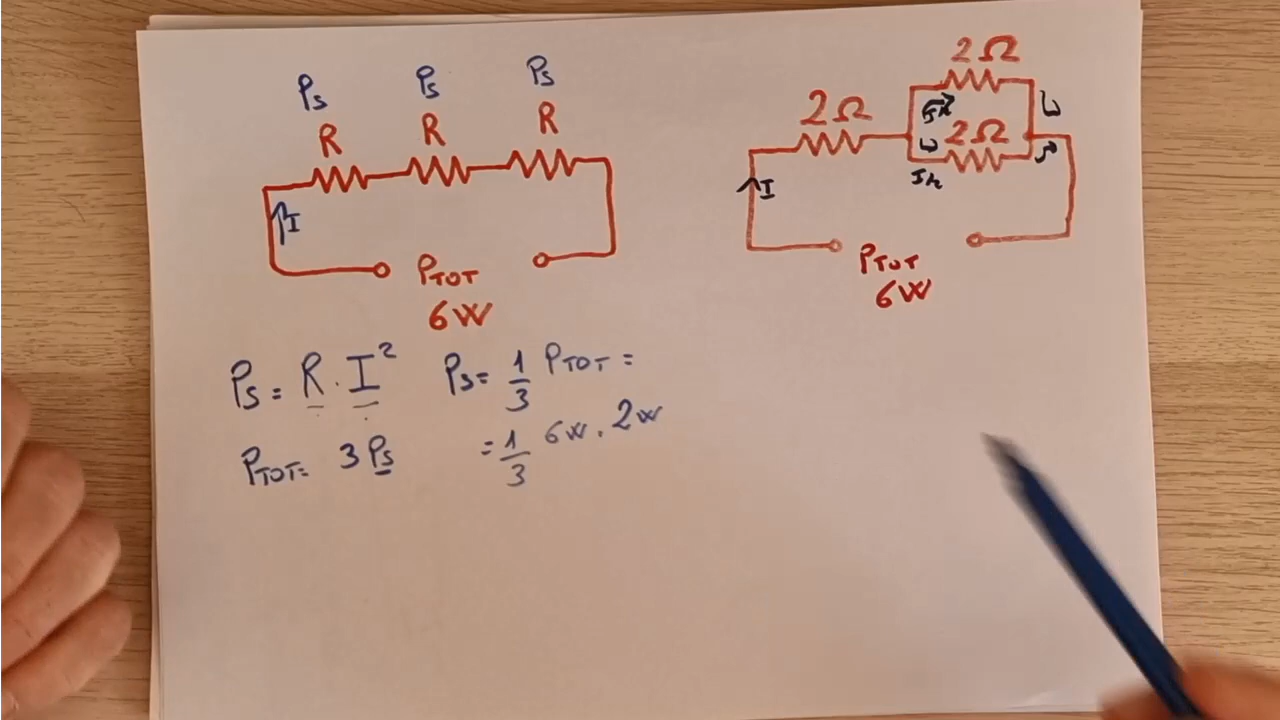 Ps Ps Ps
R R R
I
PTOT
6W
2Ω
2Ω
2Ω
I
PTOT
6W
Ps = R . I² Ps = 1/3 PTOT =
PTOT = 3 Ps = 1/3 6W . 2W